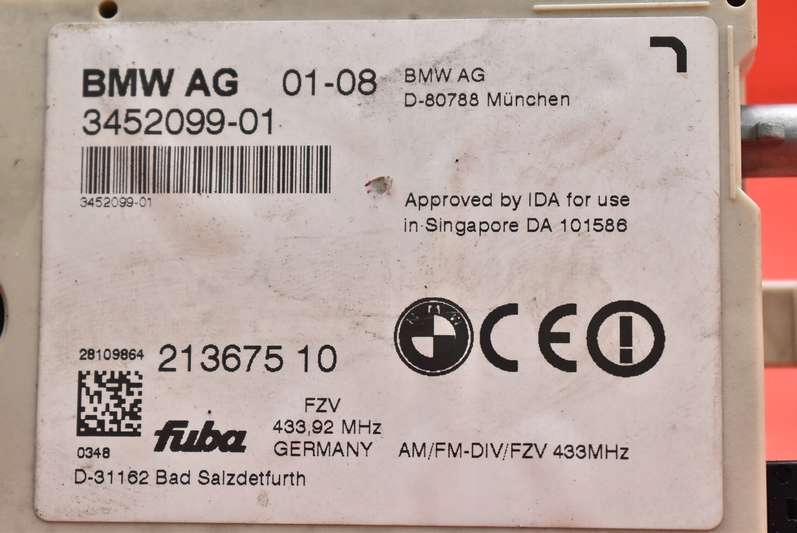 BMW AG 01-08
3452099-01
3452099-01
BMW AG
D-80788 München
Approved by IDA for use
in Singapore DA 101586
BMW
CE
28109864
213675 10
0348
fuba
FZV
433,92 MHz
GERMANY
AM/FM-DIV/FZV 433MHz
D-31162 Bad Salzdetfurth